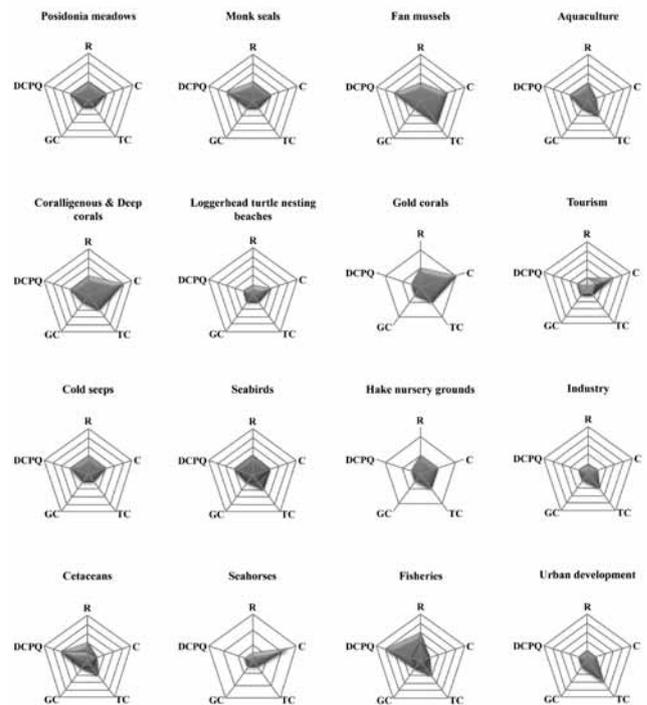 Posidonia meadows
R
DCPQ
C
GC
TC
Monk seals
R
DCPQ
C
GC
TC
Fan mussels
R
DCPQ
C
GC
TC
Aquaculture
R
DCPQ
C
GC
TC
Coralligenous & Deep
corals
R
DCPQ
C
GC
TC
Loggerhead turtle nesting
beaches
R
DCPQ
C
GC
TC
Gold corals
R
DCPQ
C
GC
TC
Tourism
R
DCPQ
C
GC
TC
Cold seeps
R
DCPQ
C
GC
TC
Seabirds
R
DCPQ
C
GC
TC
Hake nursery grounds
R
DCPQ
C
GC
TC
Industry
R
DCPQ
C
GC
TC
Cetaceans
R
DCPQ
C
GC
TC
Seahorses
R
DCPQ
C
GC
TC
Fisheries
R
DCPQ
C
GC
TC
Urban development
R
DCPQ
C
GC
TC